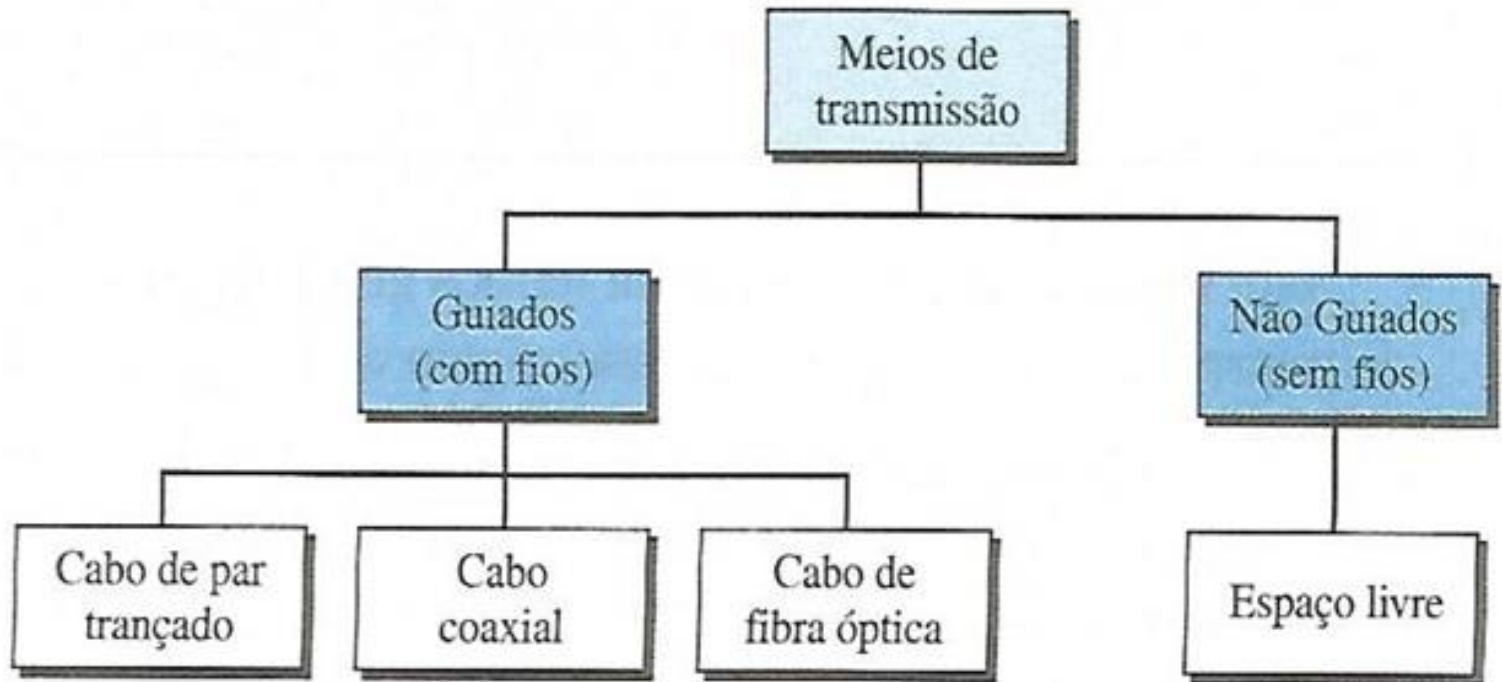 Meios de
transmissão
Guiados
(com fios)
Não Guiados
(sem fios)
Cabo de par
trançado
Cabo
coaxial
Cabo de
fibra óptica
Espaço livre